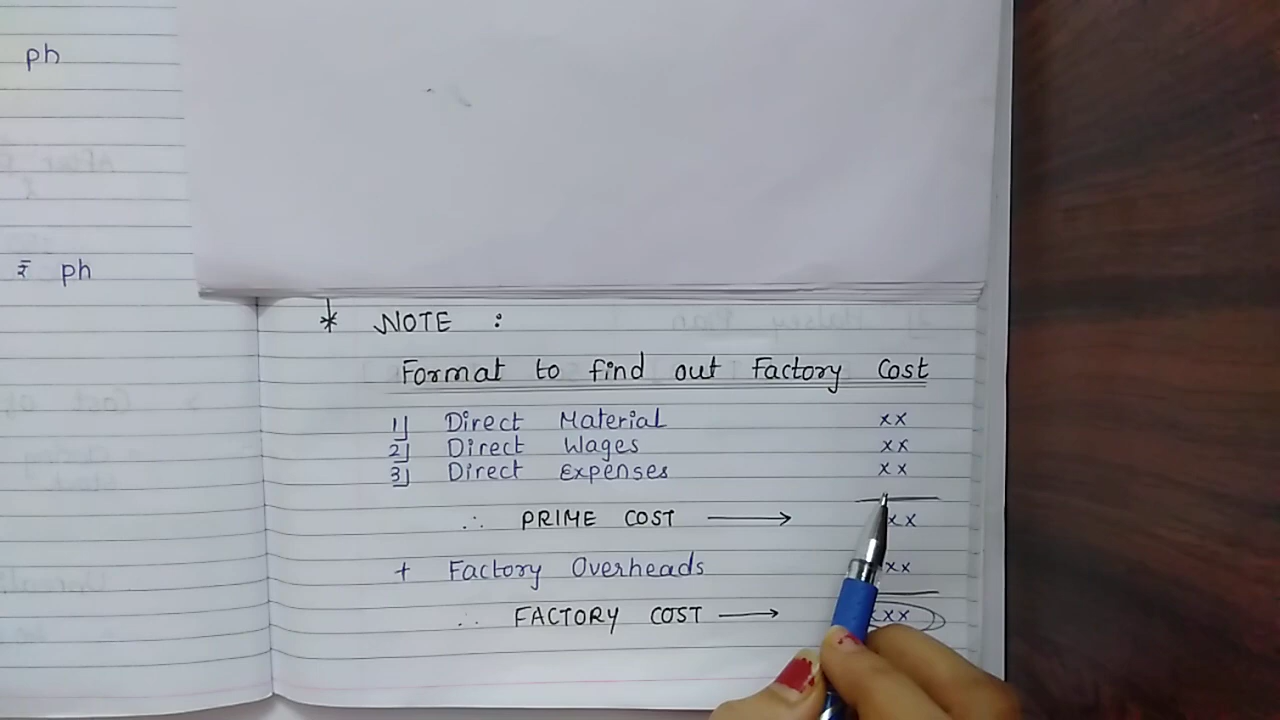 ph
₹ ph
* NOTE :
Format to find out Factory Cost
1] Direct Material xx
2] Direct Wages xx
3] Direct Expenses xx
∴ PRIME COST → xx
+ Factory Overheads xx
∴ FACTORY COST → xxx